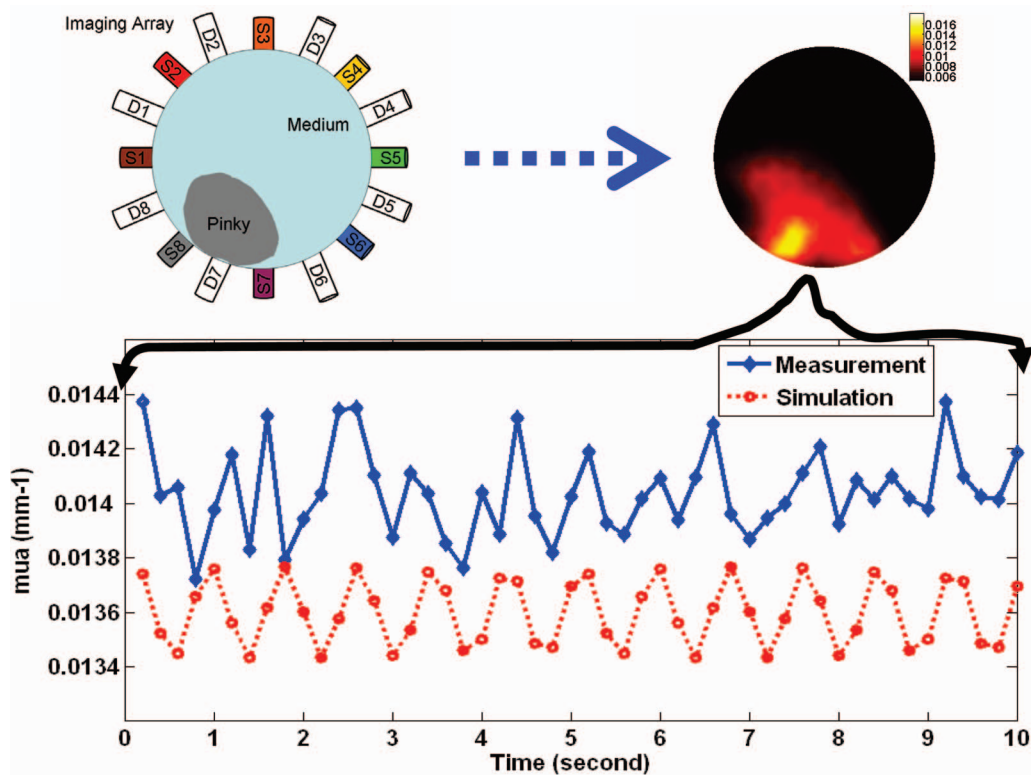 Imaging Array
D2
S3
D3
S2
S4
D1
D4
Medium
S1
S5
D8
D5
Pinky
S8
S6
D7
S7
D6
0.016
0.014
0.012
0.010
0.008
0.006
Measurement
Simulation
mua (mm-1)
0.0144
0.0142
0.014
0.0138
0.0136
0.0134
0 1 2 3 4 5 6 7 8 9 10
Time (second)